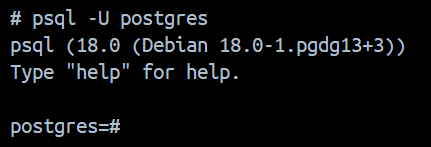 # psql -U postgres
psql (18.0 (Debian 18.0-1.pgdg13+3))
Type "help" for help.

postgres=#